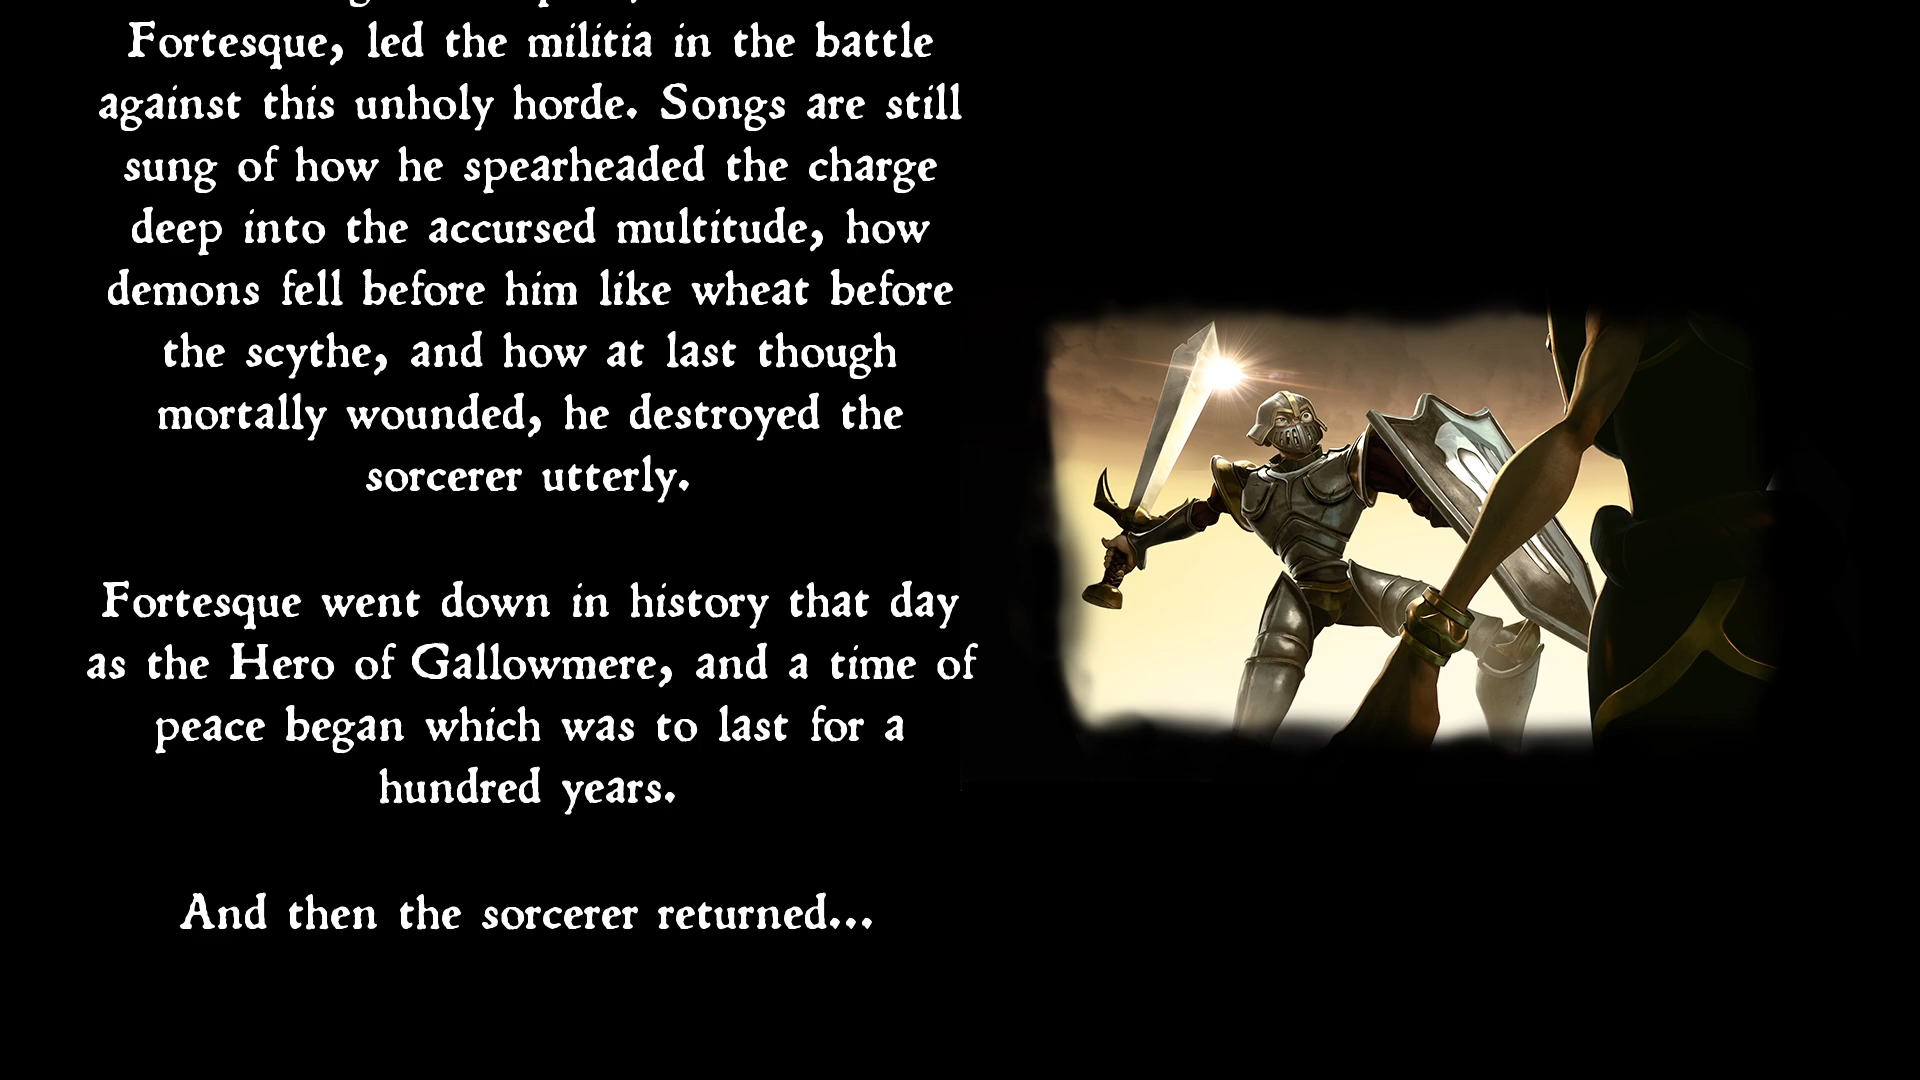 Fortesque, led the militia in the battle
against this unholy horde. Songs are still
sung of how he spearheaded the charge
deep into the accursed multitude, how
demons fell before him like wheat before
the scythe, and how at last though
mortally wounded, he destroyed the
sorcerer utterly.
Fortesque went down in history that day
as the Hero of Gallowmere, and a time of
peace began which was to last for a
hundred years.
And then the sorcerer returned...